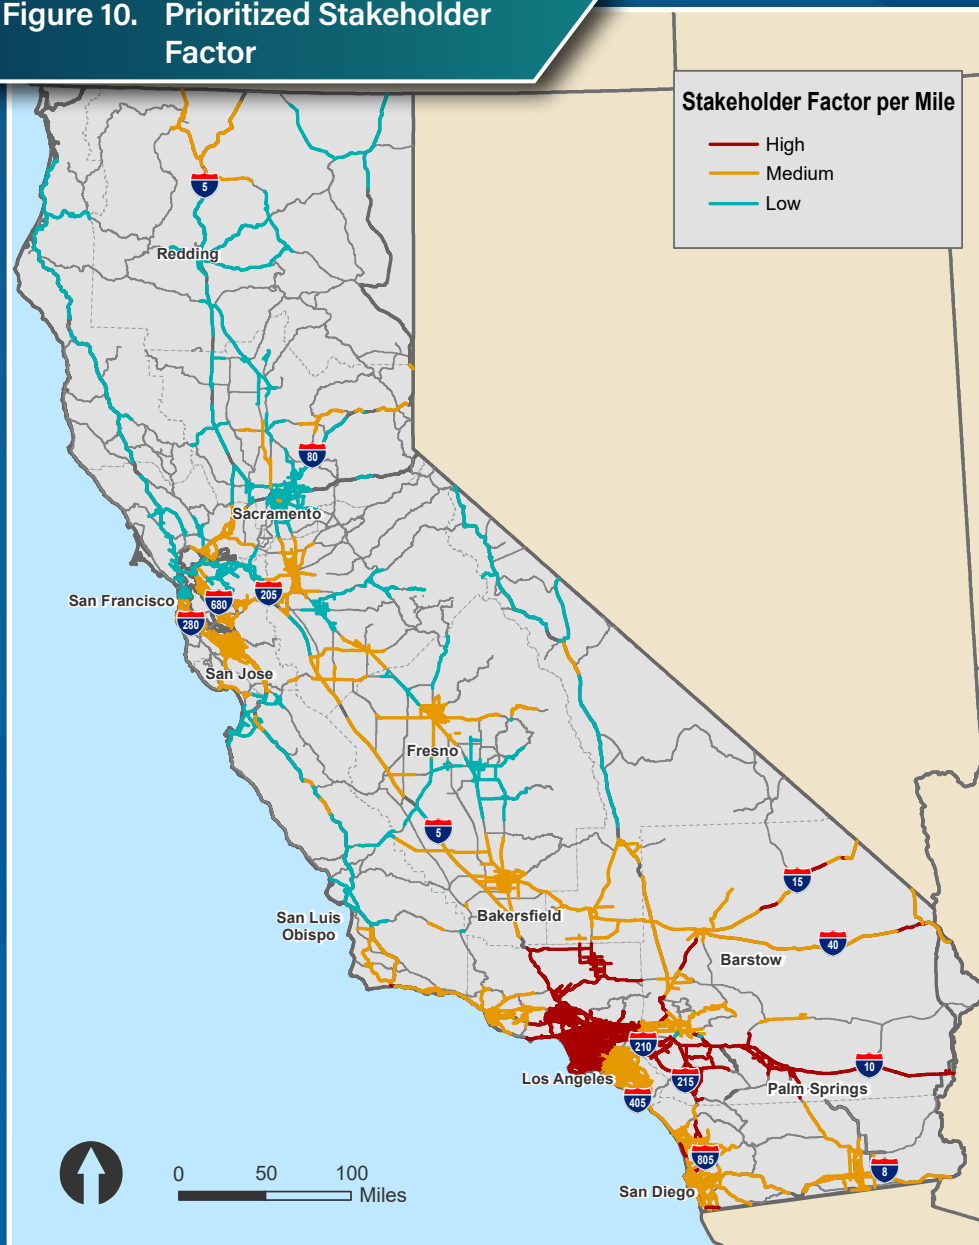 Figure 10. Prioritized Stakeholder
Factor
Stakeholder Factor per Mile
High
Medium
Low
5
Redding
80
Sacramento
San Francisco
680
205
280
San Jose
Fresno
5
15
San Luis
Obispo
Bakersfield
40
Barstow
210
Los Angeles
215
10
Palm Springs
405
805
8
San Diego
0 50 100
Miles